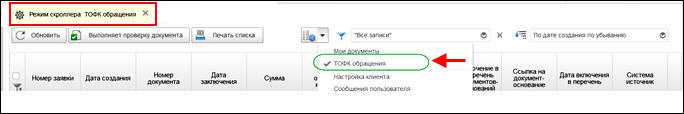 Режим скроллера ТОФК обращения
Обновить Выполняет проверку документа Печать списка "Все записи" По дате создания по убыванию
Мои документы
ТОФК обращения
Настройка клиента
Сообщения пользователя
Номер заявки Дата создания Номер документа Дата заключения Сумма Ссылка на документ-основание Дата включения в перечень Система источник